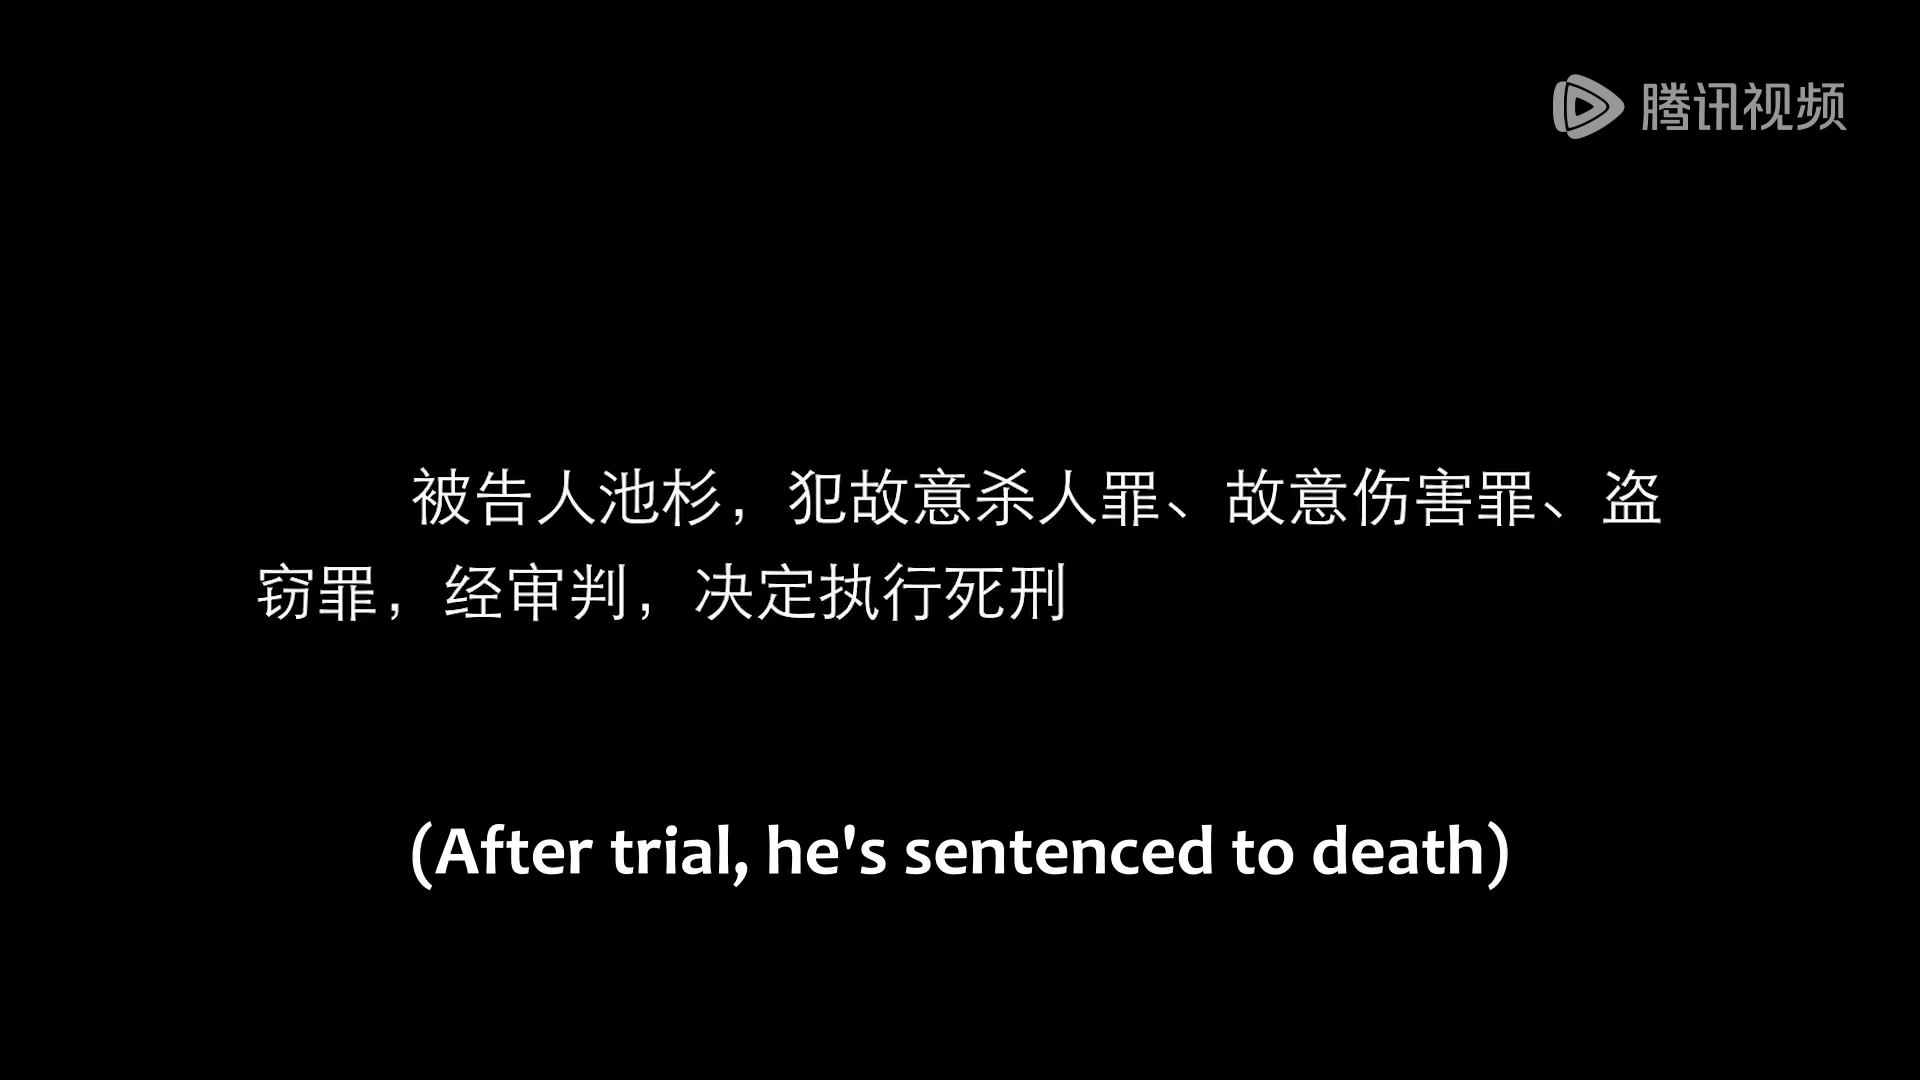 腾讯视频
被告人池杉，犯故意杀人罪、故意伤害罪、盗
窃罪，经审判，决定执行死刑
(After trial, he's sentenced to death)